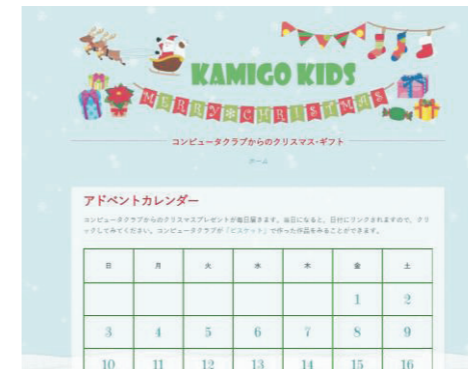 KAMIGO KIDS
MERRY CHRISTMAS
コンピュータクラブからのクリスマス・ギフト
ホーム
アドベントカレンダー
コンピュータクラブからのクリスマスプレゼントが毎日届きます。当日になると、日付にリンクされますので、クリ
ックしてみてください。コンピュータクラブが「ビスケット」で作った作品をみることができます。
日 月 火 水 木 金 土
1 2
3 4 5 6 7 8 9
10 11 12 13 14 15 16